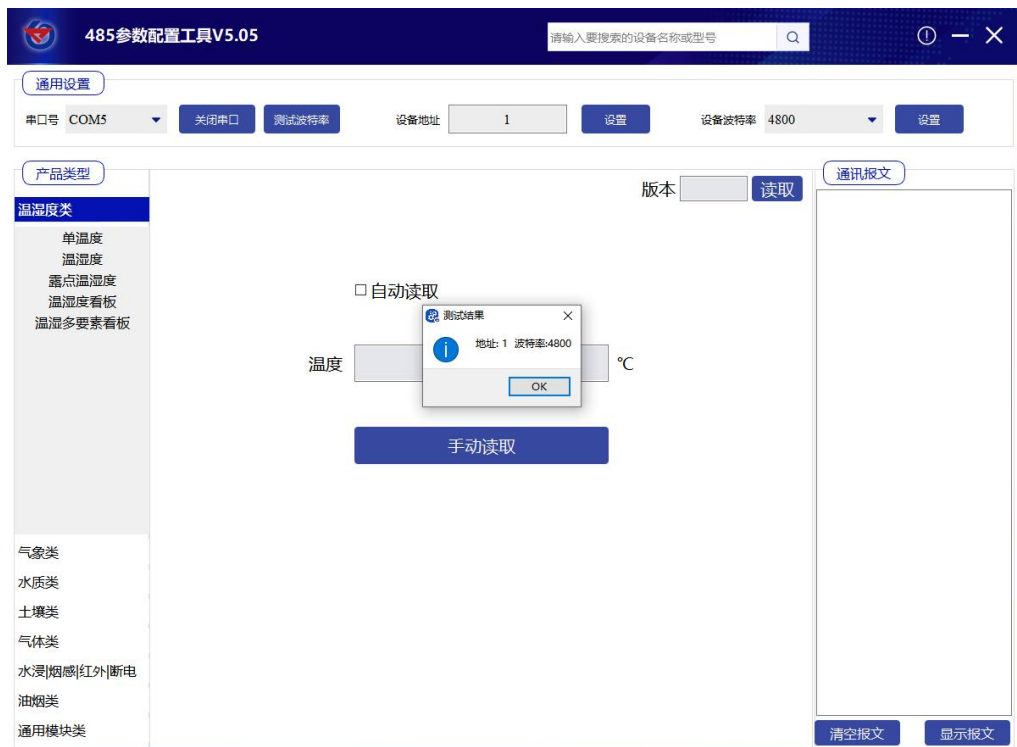 485参数配置工具V5.05
请输入要搜索的设备名称或型号
通用设置
串口号 COM5 关闭串口 测试波特率 设备地址 1 设置 设备波特率 4800 设置
产品类型
温湿度类
单温度
温湿度
露点温湿度
温湿度看板
温湿多要素看板
气象类
水质类
土壤类
气体类
水浸|烟感|红外|断电
油烟类
通用模块类
版本 读取
自动读取
温度 ℃
手动读取
测试结果
地址: 1 波特率:4800
OK
通讯报文
清空报文 显示报文